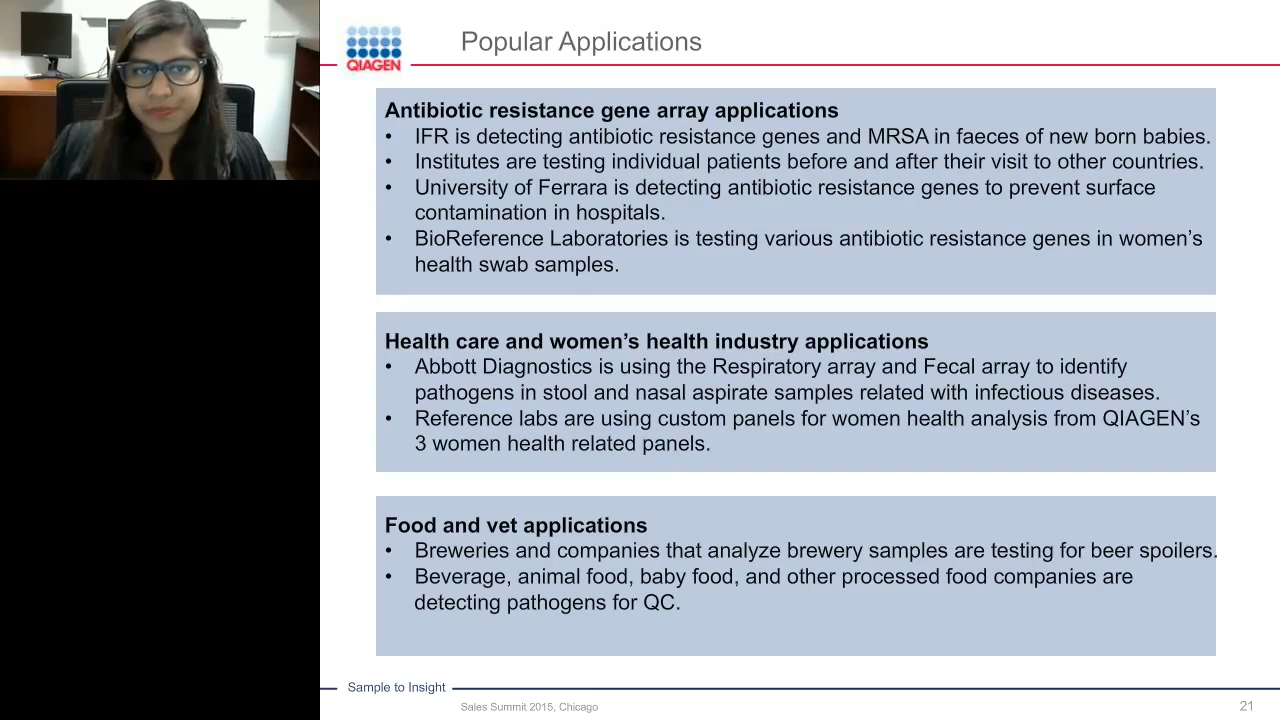 QIAGEN
Popular Applications
Antibiotic resistance gene array applications
• IFR is detecting antibiotic resistance genes and MRSA in faeces of new born babies.
• Institutes are testing individual patients before and after their visit to other countries.
• University of Ferrara is detecting antibiotic resistance genes to prevent surface
contamination in hospitals.
• BioReference Laboratories is testing various antibiotic resistance genes in women’s
health swab samples.
Health care and women’s health industry applications
• Abbott Diagnostics is using the Respiratory array and Fecal array to identify
pathogens in stool and nasal aspirate samples related with infectious diseases.
• Reference labs are using custom panels for women health analysis from QIAGEN’s
3 women health related panels.
Food and vet applications
• Breweries and companies that analyze brewery samples are testing for beer spoilers.
• Beverage, animal food, baby food, and other processed food companies are
detecting pathogens for QC.
Sample to Insight
Sales Summit 2015, Chicago
21